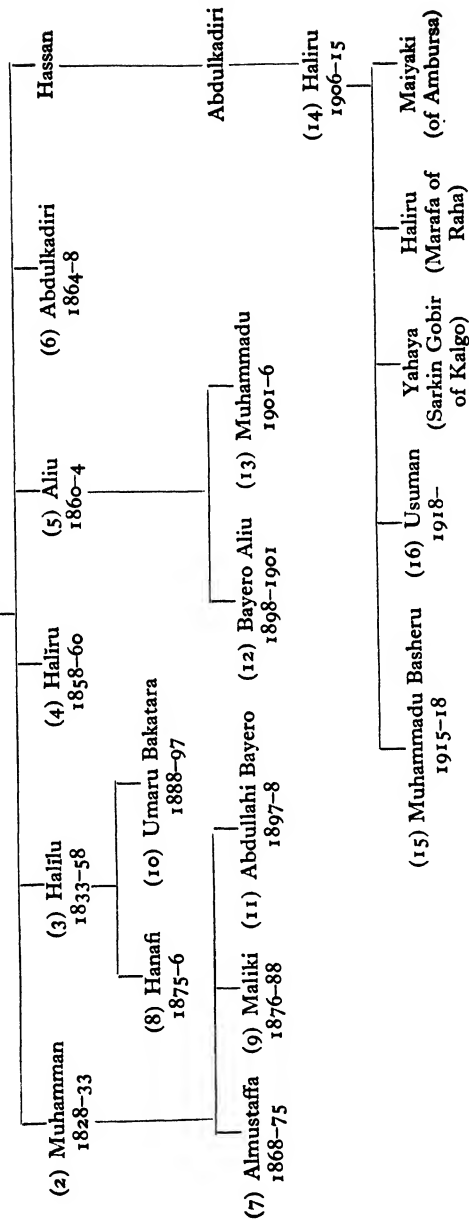 (2) Muhamman
1828–33
(3) Halilu
1833–58
(4) Haliru
1858–60
(5) Aliu
1860–4
(6) Abdulkadiri
1864–8
Hassan
(8) Hanafi
1875–6
(10) Umaru Bakatara
1888–97
(7) Almustaffa
1868–75
(9) Maliki
1876–88
(11) Abdullahi Bayero
1897–8
(12) Bayero Aliu
1898–1901
(13) Muhammadu
1901–6
Abdulkadiri
(14) Haliru
1906–15
(15) Muhammadu Basheru
1915–18
(16) Usuman
1918–
Yahaya
(Sarkin Gobir
of Kalgo)
Haliru
(Marafa of
Raha)
Maiyaki
(of Ambursa)